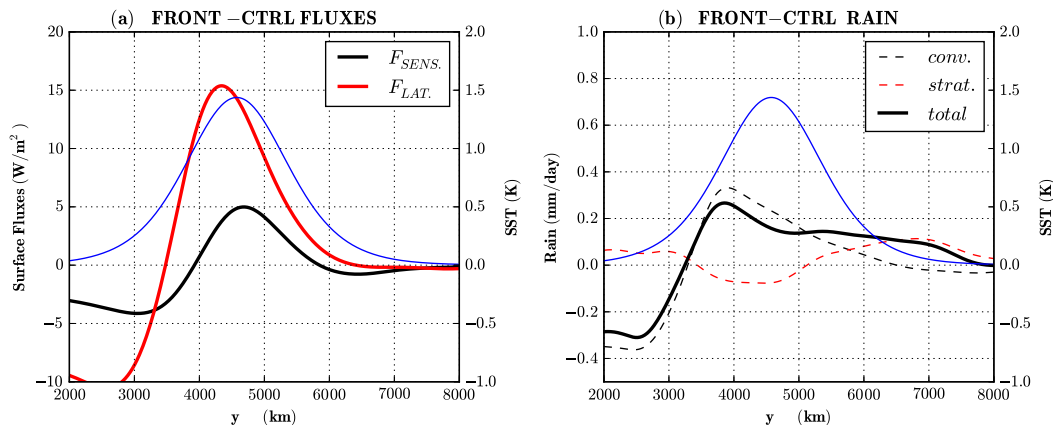 (a) FRONT −CTRL FLUXES
20
15
10
5
0
−5
−10
Surface Fluxes (W/m²)
2.0
1.5
1.0
0.5
0.0
−0.5
−1.0
SST (K)
F_SENS.
F_LAT.
2000 3000 4000 5000 6000 7000 8000
y (km)
(b) FRONT−CTRL RAIN
1.0
0.8
0.6
0.4
0.2
0.0
−0.2
−0.4
Rain (mm/day)
2.0
1.5
1.0
0.5
0.0
−0.5
−1.0
SST (K)
conv.
strat.
total
2000 3000 4000 5000 6000 7000 8000
y (km)